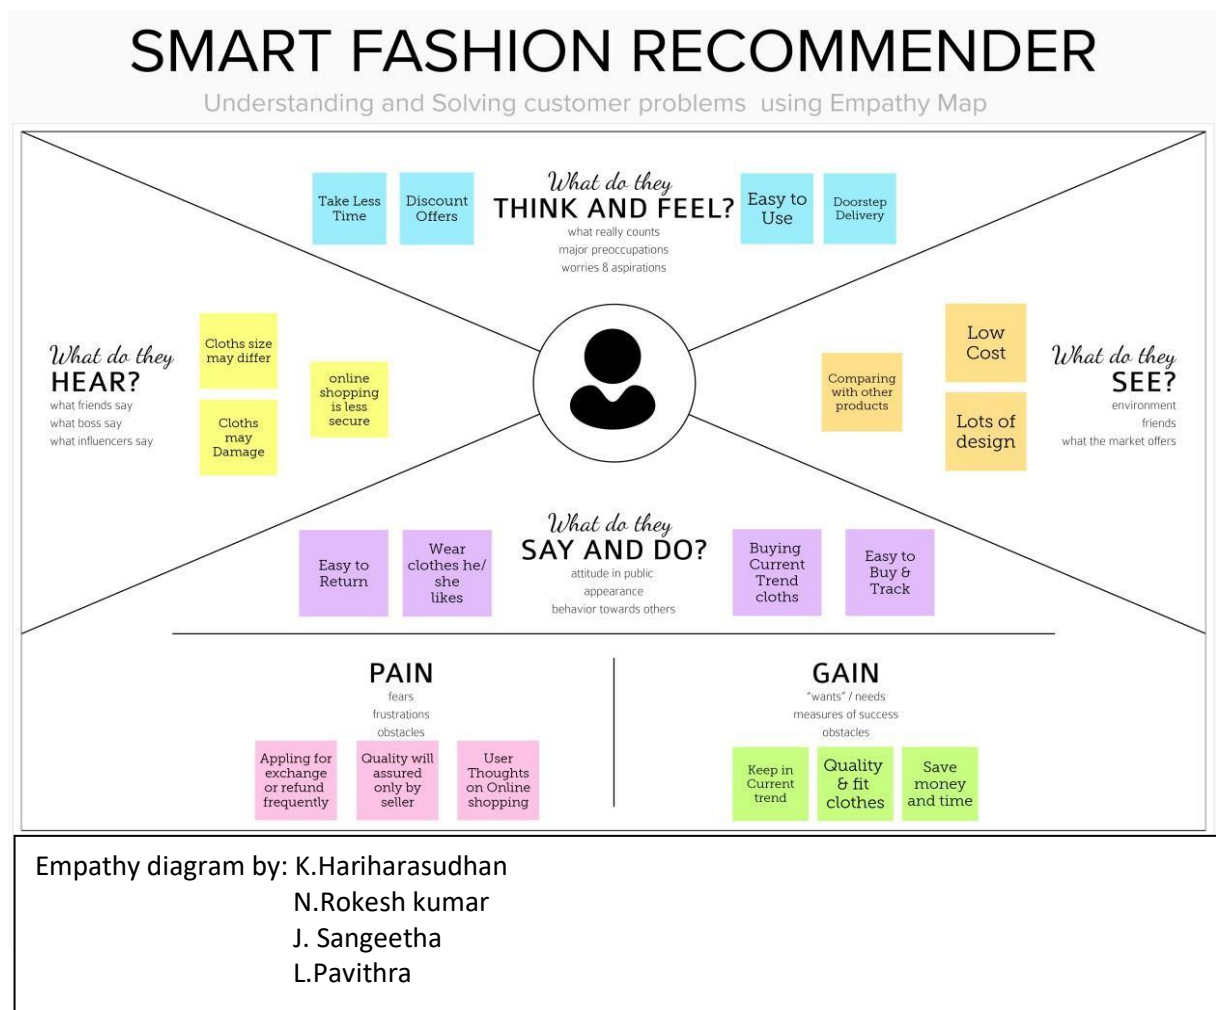 SMART FASHION RECOMMENDER
Understanding and Solving customer problems using Empathy Map
What do they
THINK AND FEEL?
what really counts
major preoccupations
worries & aspirations
Take Less
Time
Discount
Offers
Easy to
Use
Doorstep
Delivery
What do they
HEAR?
what friends say
what boss say
what influencers say
Cloths size
may differ
online
shopping
is less
secure
Cloths
may
Damage
Comparing
with other
products
Low
Cost
Lots of
design
What do they
SEE?
environment
friends
what the market offers
What do they
SAY AND DO?
attitude in public
appearance
behavior towards others
Easy to
Return
Wear
clothes he/
she
likes
Buying
Current
Trend
cloths
Easy to
Buy &
Track
PAIN
fears
frustrations
obstacles
Appling for
exchange
or refund
frequently
Quality will
assured
only by
seller
User
Thoughts
on Online
shopping
GAIN
"wants" / needs
measures of success
obstacles
Keep in
Current
trend
Quality
& fit
clothes
Save
money
and time
Empathy diagram by: K.Hariharasudhan
N.Rokesh kumar
J. Sangeetha
L.Pavithra